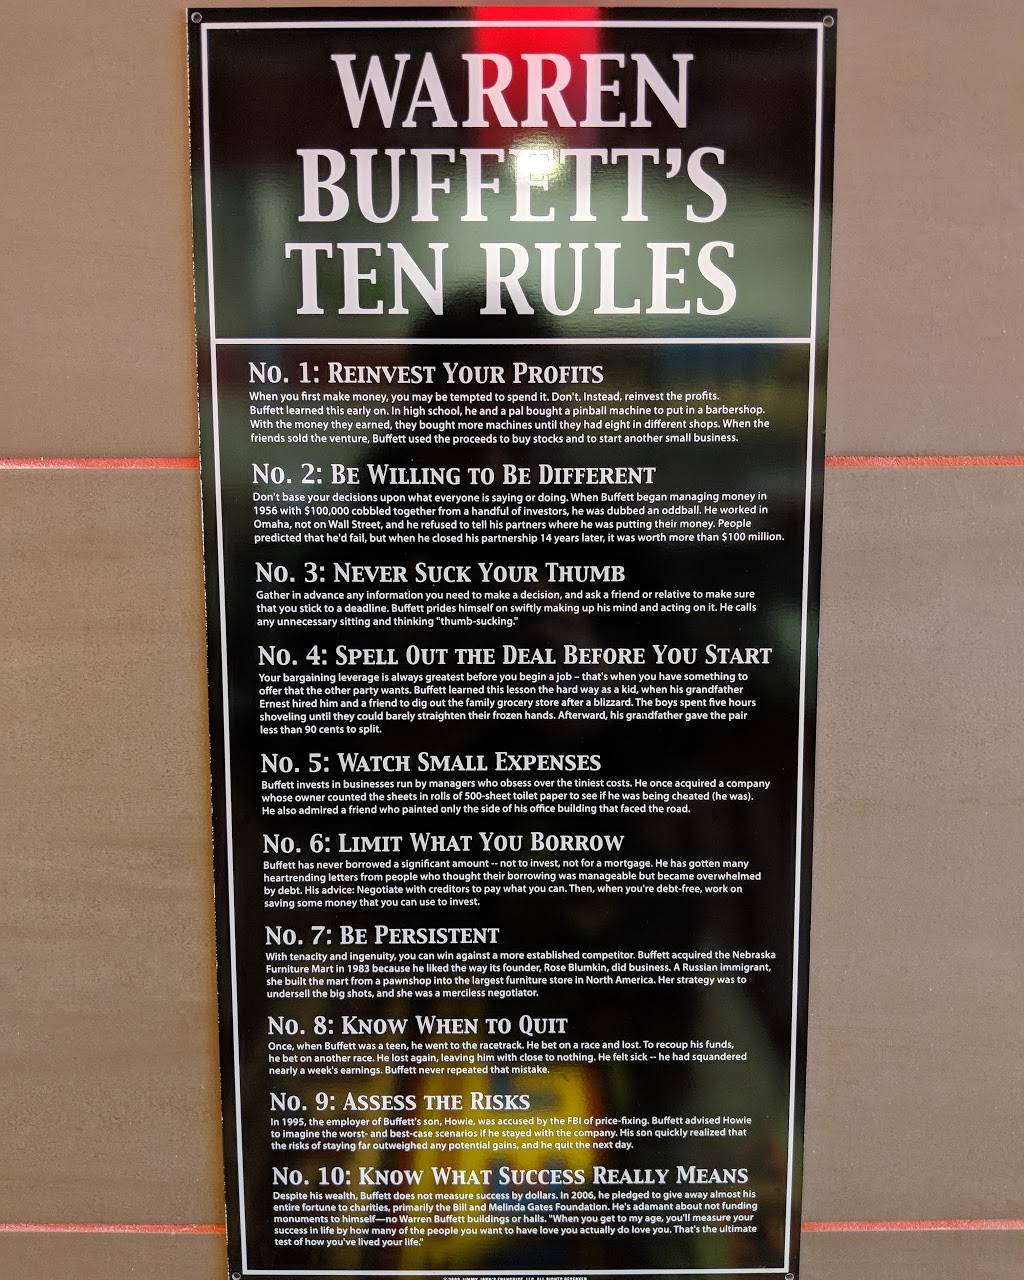 WARREN
BUFFETT'S
TEN RULES
No. 1: Reinvest Your Profits
When you first make money, you may be tempted to spend it. Don't. Instead, reinvest the profits.
Buffett learned this early on. In high school, he and a pal bought a pinball machine to put in a barbershop.
With the money they earned, they bought more machines until they had eight in different shops. When the
friends sold the venture, Buffett used the proceeds to buy stocks and to start another small business.
No. 2: Be Willing to Be Different
Don't base your decisions upon what everyone is saying or doing. When Buffett began managing money in
1956 with $100,000 cobbled together from a handful of investors, he was dubbed an oddball. He worked in
Omaha, not on Wall Street, and he refused to tell his partners where he was putting their money. People
predicted that he'd fail, but when he closed his partnership 14 years later, it was worth more than $100 million.
No. 3: Never Suck Your Thumb
Gather in advance any information you need to make a decision, and ask a friend or relative to make sure
that you stick to a deadline. Buffett prides himself on swiftly making up his mind and acting on it. He calls
any unnecessary sitting and thinking "thumb-sucking."
No. 4: Spell Out the Deal Before You Start
Your bargaining leverage is always greatest before you begin a job – that's when you have something to
offer that the other party wants. Buffett learned this lesson the hard way as a kid, when his grandfather
Ernest hired him and a friend to dig out the family grocery store after a blizzard. The boys spent five hours
shoveling until they could barely straighten their frozen hands. Afterward, his grandfather gave the pair
less than 90 cents to split.
No. 5: Watch Small Expenses
Buffett invests in businesses run by managers who obsess over the tiniest costs. He once acquired a company
whose owner counted the sheets in rolls of 500-sheet toilet paper to see if he was being cheated (he was).
He also admired a friend who painted only the side of his office building that faced the road.
No. 6: Limit What You Borrow
Buffett has never borrowed a significant amount -- not to invest, not for a mortgage. He has gotten many
heartrending letters from people who thought their borrowing was manageable but became overwhelmed
by debt. His advice: Negotiate with creditors to pay what you can. Then, when you're debt-free, work on
saving some money that you can use to invest.
No. 7: Be Persistent
With tenacity and ingenuity, you can win against a more established competitor. Buffett acquired the Nebraska
Furniture Mart in 1983 because he liked the way its founder, Rose Blumkin, did business. A Russian immigrant,
she built the mart from a pawnshop into the largest furniture store in North America. Her strategy was to
undersell the big shots, and she was a merciless negotiator.
No. 8: Know When to Quit
Once, when Buffett was a teen, he went to the racetrack. He bet on a race and lost. To recoup his funds,
he bet on another race. He lost again, leaving him with close to nothing. He felt sick -- he had squandered
nearly a week's earnings. Buffett never repeated that mistake.
No. 9: Assess the Risks
In 1995, the employer of Buffett's son, Howie, was accused by the FBI of price-fixing. Buffett advised Howie
to imagine the worst- and best-case scenarios if he stayed with the company. His son quickly realized that
the risks of staying far outweighed any potential gains, and he quit the next day.
No. 10: Know What Success Really Means
Despite his wealth, Buffett does not measure success by dollars. In 2006, he pledged to give away almost his
entire fortune to charities, primarily the Bill and Melinda Gates Foundation. He's adamant about not funding
monuments to himself—no Warren Buffett buildings or halls. "When you get to my age, you'll measure your
success in life by how many of the people you want to have love you actually do love you. That's the ultimate
test of how you've lived your life."